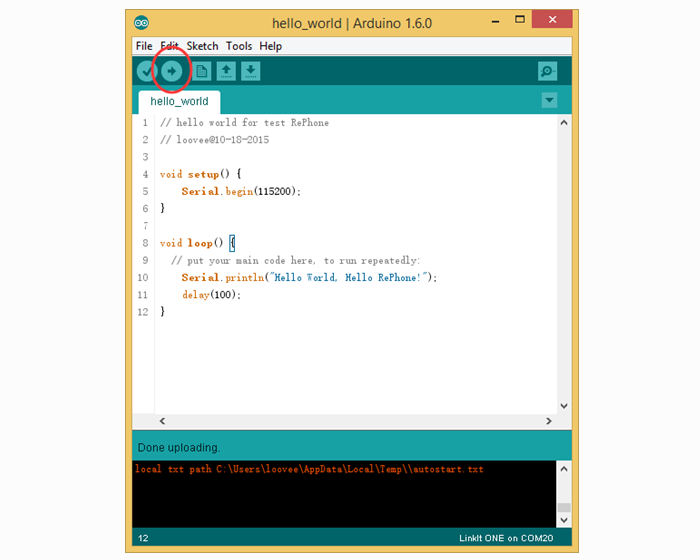 hello_world | Arduino 1.6.0
File Edit Sketch Tools Help
hello_world
1 // hello world for test RePhone
2 // loovee@10-18-2015
3
4 void setup() {
5 Serial.begin(115200);
6 }
7
8 void loop() {
9 // put your main code here, to run repeatedly:
10 Serial.println("Hello World, Hello RePhone!");
11 delay(100);
12 }
Done uploading.
local txt path C:\Users\loovee\AppData\Local\Temp\\autostart.txt
12 LinkIt ONE on COM20